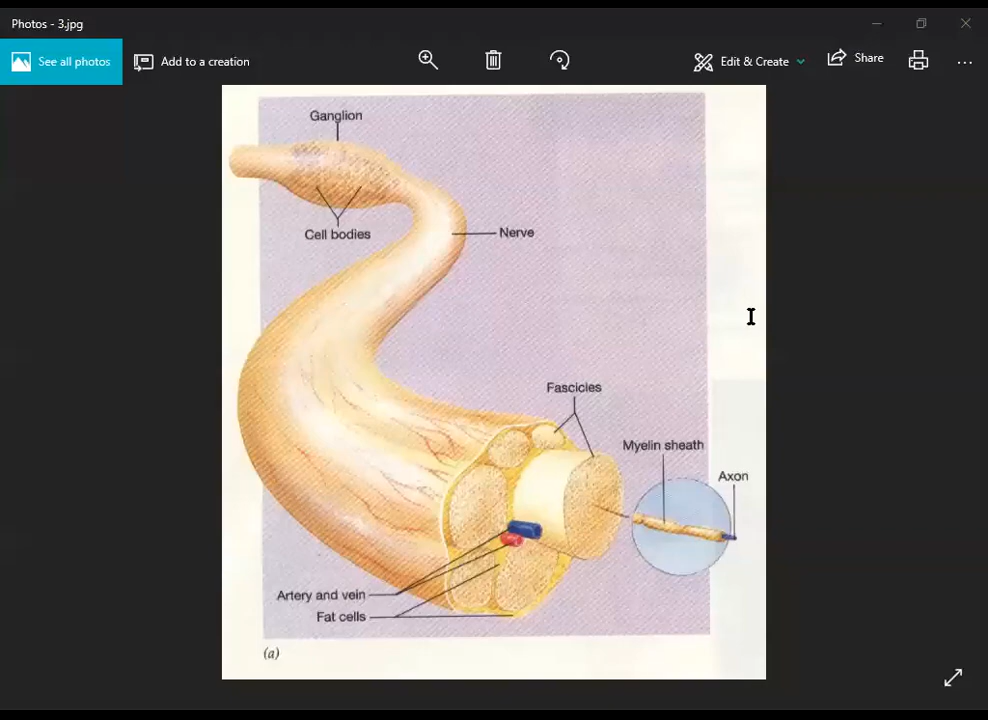 Photos - 3.jpg
See all photos
Add to a creation
Edit & Create
Share
Ganglion
Cell bodies
Nerve
Fascicles
Myelin sheath
Axon
Artery and vein
Fat cells
(a)